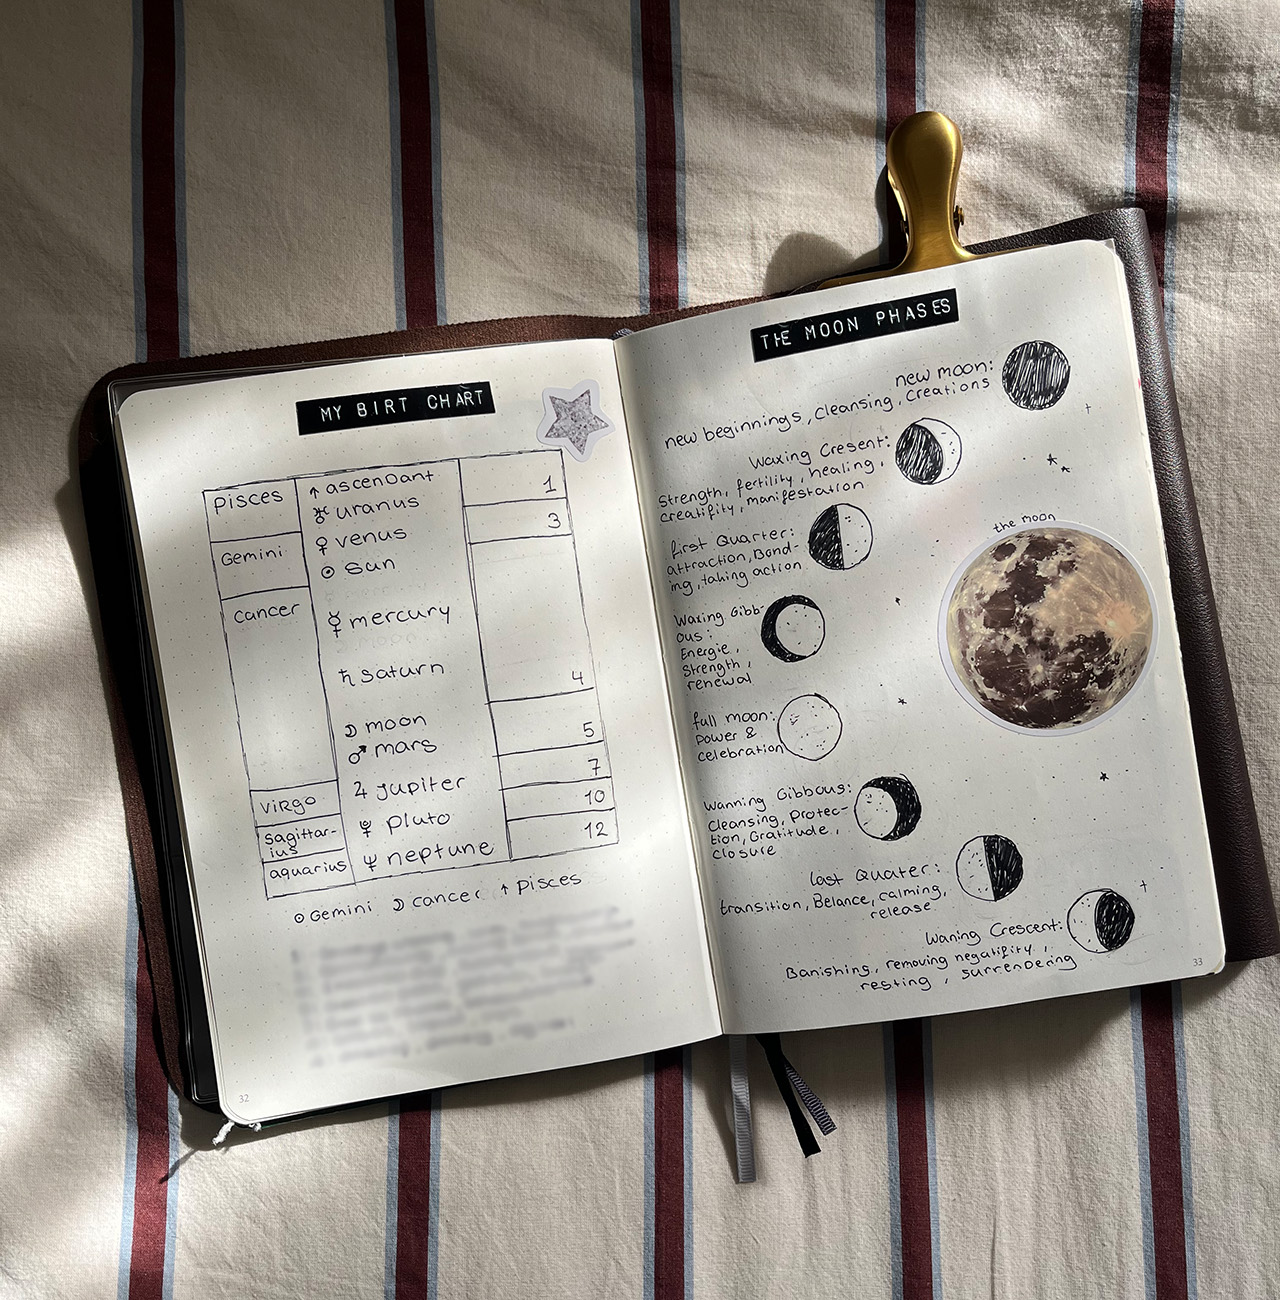 MY BIRT CHART
Pisces ↑ ascendant 1
♅ uranus
3
Gemini ♀ venus
☉ sun
cancer ☿ mercury
♄ saturn
4
☽ moon
♂ mars 5
7
Virgo ♃ Jupiter
10
Sagittar-
ius
♇ pluto
12
aquarius ♆ neptune
☉ Gemini ☽ cancer ↑ Pisces
32
THE MOON PHASES
new moon:
new beginnings, cleansing, creations
Waxing Cresent:
Strength, fertility, healing,
creatifity, manifestation
first Quarter:
attraction, Bond-
ing, taking action
the moon
Waxing Gibb-
ous:
Energie,
Strength,
renewal
full moon:
Power &
celebration
Wanning Gibbous:
Cleansing, Protec-
tion, Gratitude,
closure
Last Quater:
transition, Belance, calming,
release
Waning Crescent:
Banishing, removing negatifity,
resting, surrendering
33